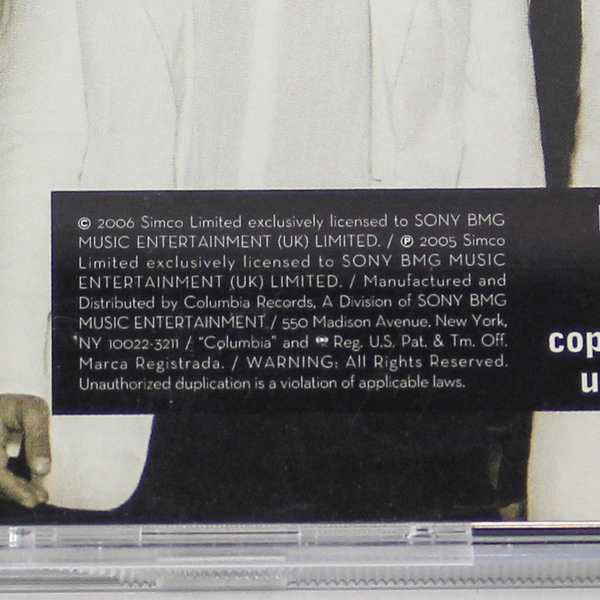 © 2006 Simco Limited exclusively licensed to SONY BMG
MUSIC ENTERTAINMENT (UK) LIMITED. / ℗ 2005 Simco
Limited exclusively licensed to SONY BMG MUSIC
ENTERTAINMENT (UK) LIMITED. / Manufactured and
Distributed by Columbia Records, A Division of SONY BMG
MUSIC ENTERTAINMENT / 550 Madison Avenue, New York,
NY 10022-3211 / "Columbia" and Reg. U.S. Pat. & Tm. Off.
Marca Registrada. / WARNING: All Rights Reserved.
Unauthorized duplication is a violation of applicable laws.
cop
u